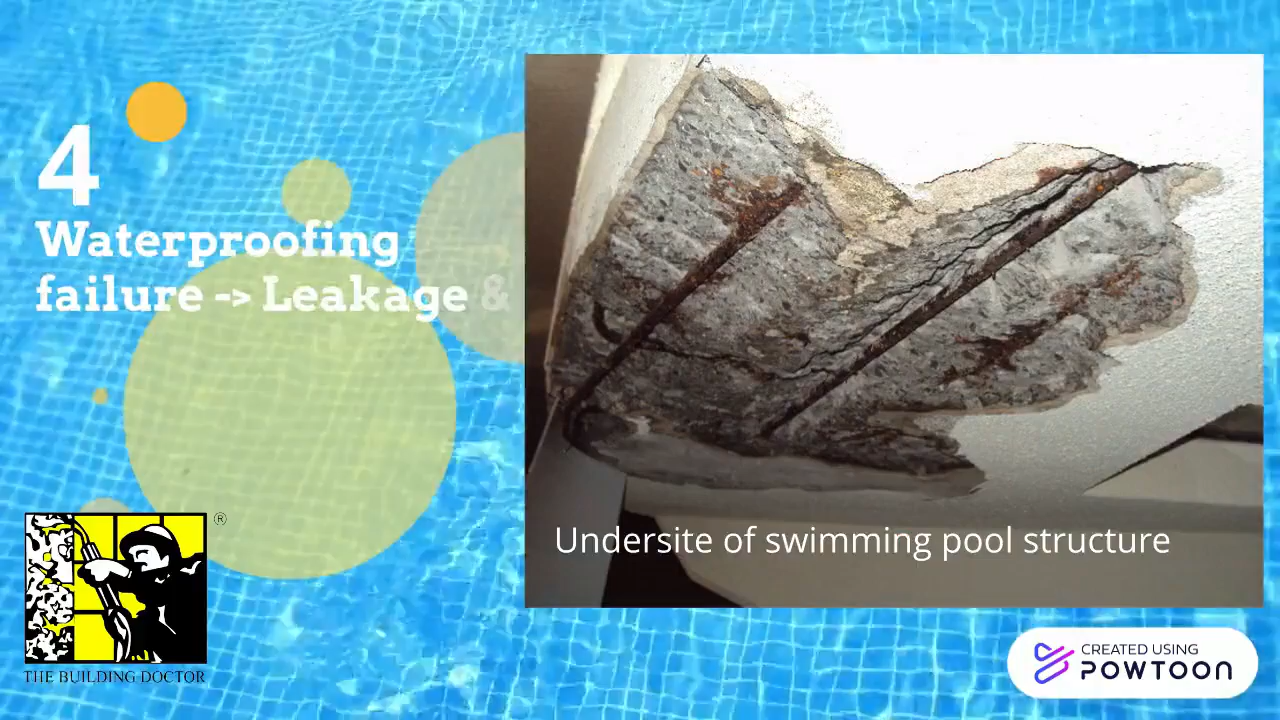 4
Waterproofing
failure -> Leakage &
Undersite of swimming pool structure
®
THE BUILDING DOCTOR
CREATED USING
POWTOON